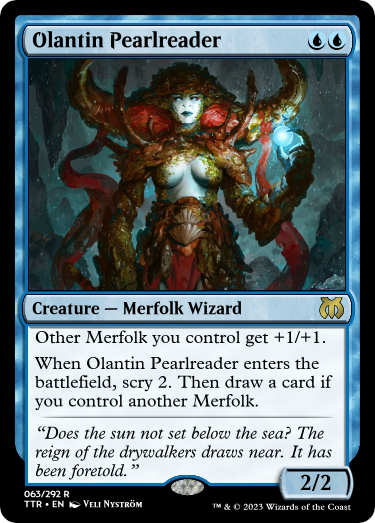 Olantin Pearlreader
Creature — Merfolk Wizard
Other Merfolk you control get +1/+1.
When Olantin Pearlreader enters the
battlefield, scry 2. Then draw a card if
you control another Merfolk.
“Does the sun not set below the sea? The
reign of the drywalkers draws near. It has
been foretold.”
2/2
063/292 R
TTR • EN VELI NYSTRÖM
™ & © 2023 Wizards of the Coast